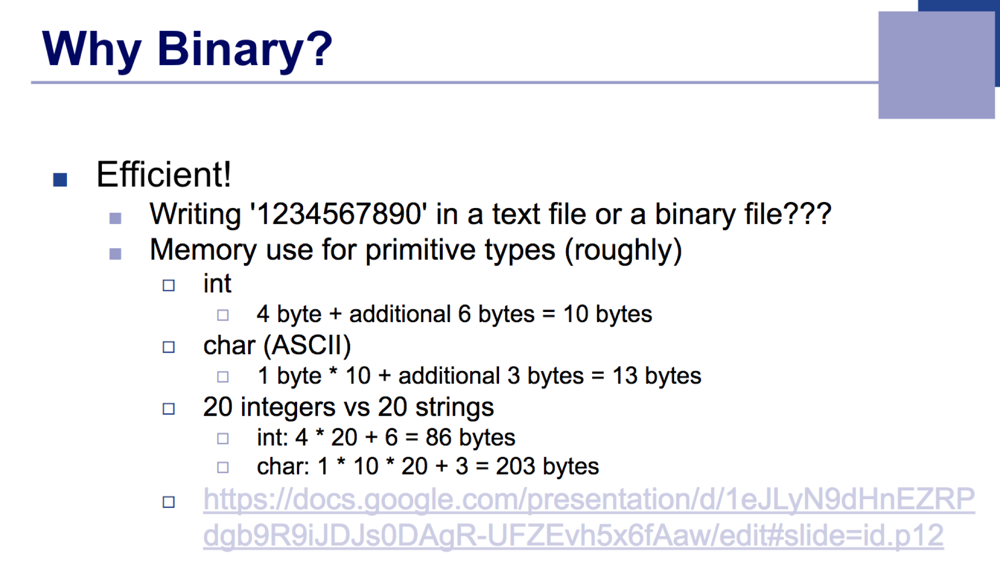 Why Binary?
Efficient!
Writing '1234567890' in a text file or a binary file???
Memory use for primitive types (roughly)
int
4 byte + additional 6 bytes = 10 bytes
char (ASCII)
1 byte * 10 + additional 3 bytes = 13 bytes
20 integers vs 20 strings
int: 4 * 20 + 6 = 86 bytes
char: 1 * 10 * 20 + 3 = 203 bytes
https://docs.google.com/presentation/d/1eJLyN9dHnEZRP
dgb9R9iJDJs0DAgR-UFZEvh5x6fAaw/edit#slide=id.p12